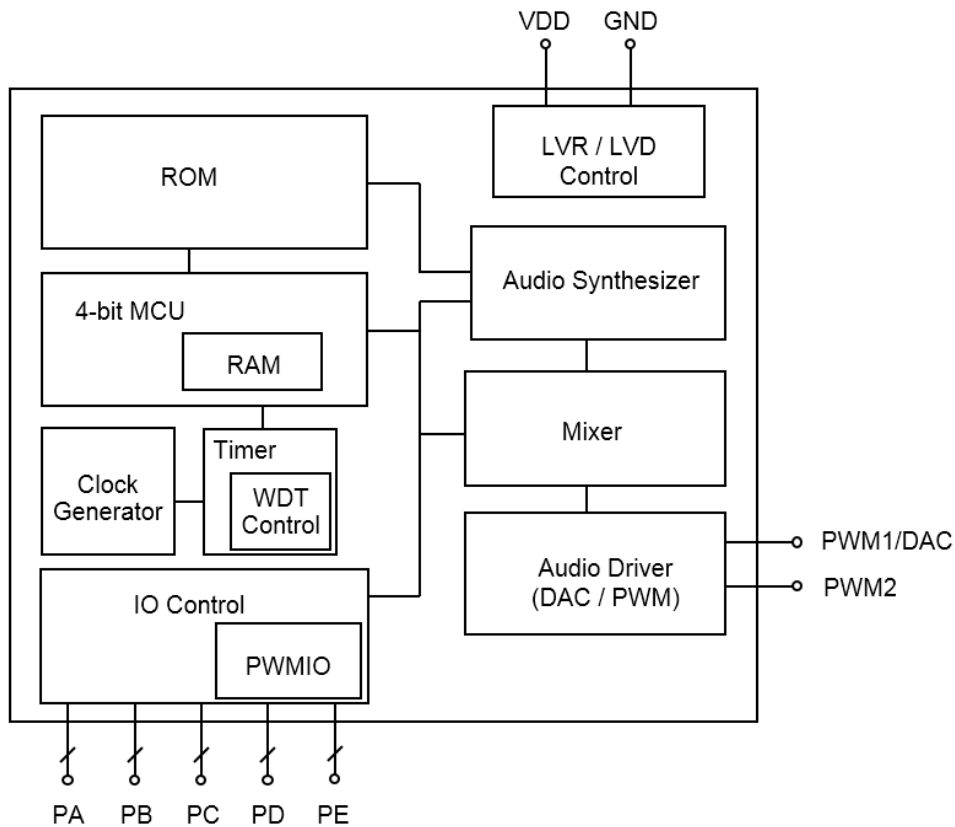 VDD GND
ROM
LVR / LVD
Control
4-bit MCU
RAM
Audio Synthesizer
Mixer
Clock
Generator
Timer
WDT
Control
Audio Driver
(DAC / PWM)
PWM1/DAC
PWM2
IO Control
PWMIO
PA PB PC PD PE